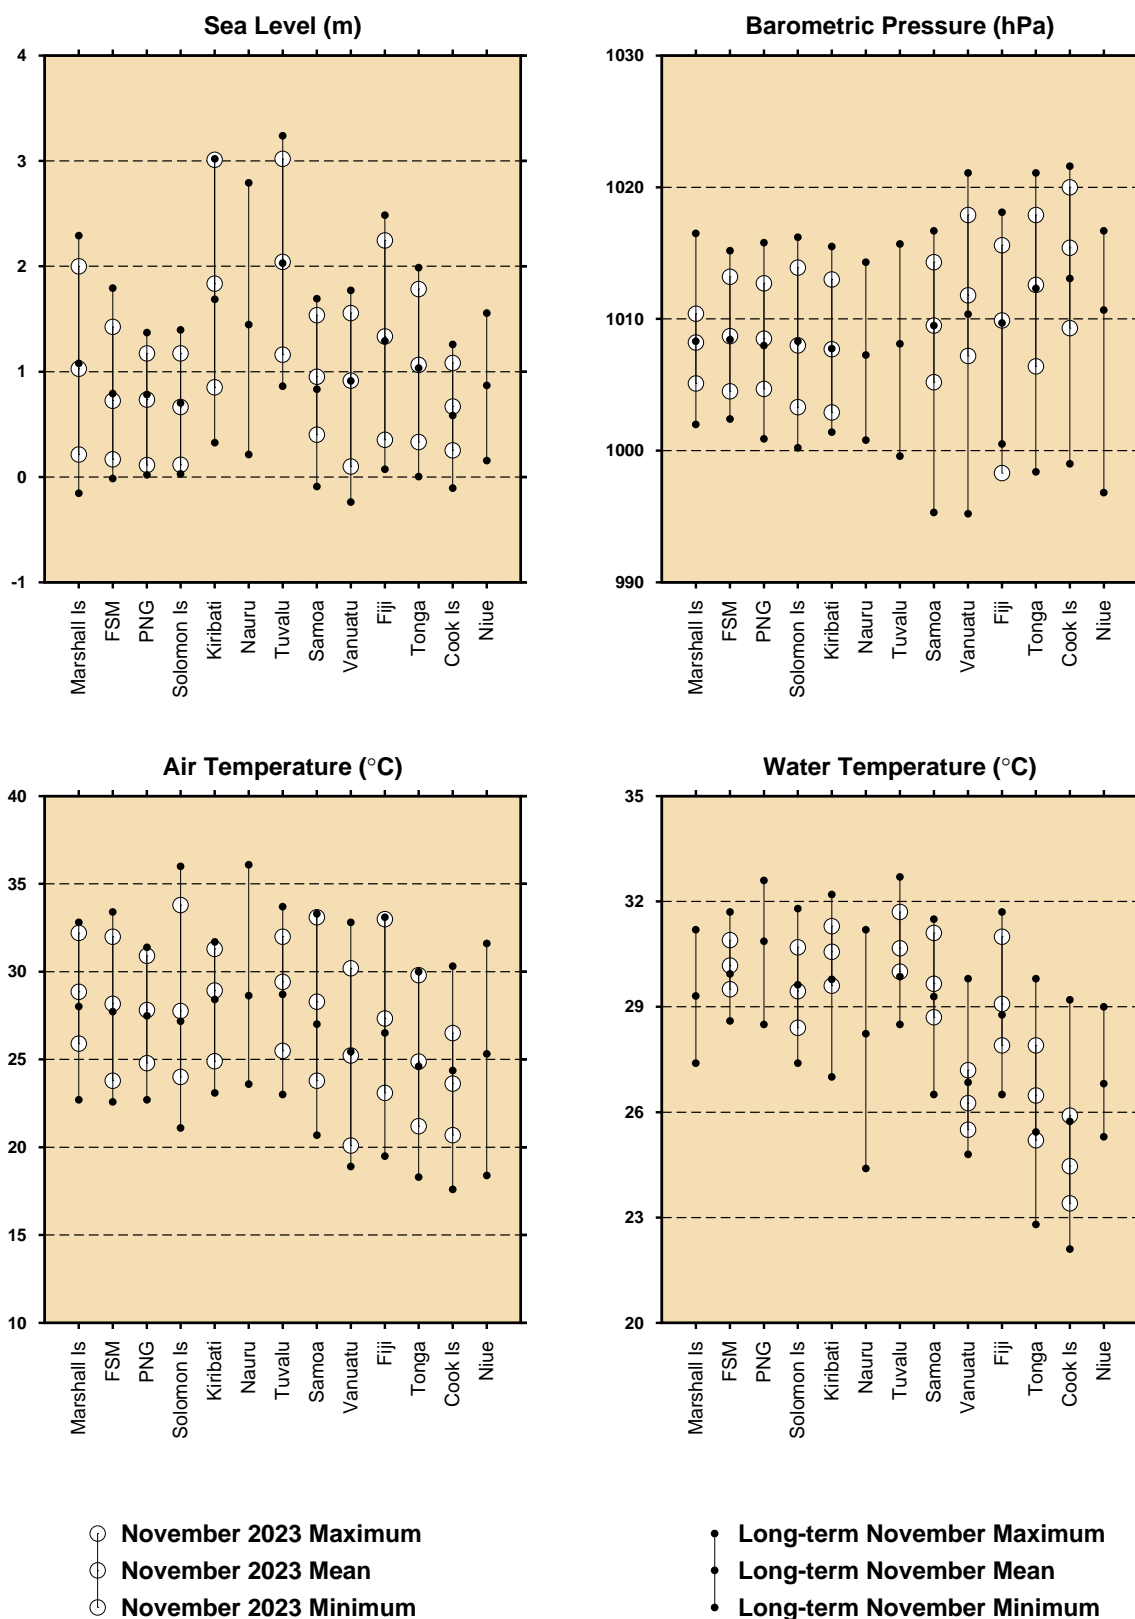 Sea Level (m)
4
3
2
1
0
-1
Marshall Is
FSM
PNG
Solomon Is
Kiribati
Nauru
Tuvalu
Samoa
Vanuatu
Fiji
Tonga
Cook Is
Niue
Barometric Pressure (hPa)
1030
1020
1010
1000
990
Marshall Is
FSM
PNG
Solomon Is
Kiribati
Nauru
Tuvalu
Samoa
Vanuatu
Fiji
Tonga
Cook Is
Niue
Air Temperature (°C)
40
35
30
25
20
15
10
Marshall Is
FSM
PNG
Solomon Is
Kiribati
Nauru
Tuvalu
Samoa
Vanuatu
Fiji
Tonga
Cook Is
Niue
Water Temperature (°C)
35
32
29
26
23
20
Marshall Is
FSM
PNG
Solomon Is
Kiribati
Nauru
Tuvalu
Samoa
Vanuatu
Fiji
Tonga
Cook Is
Niue
November 2023 Maximum
November 2023 Mean
November 2023 Minimum
Long-term November Maximum
Long-term November Mean
Long-term November Minimum